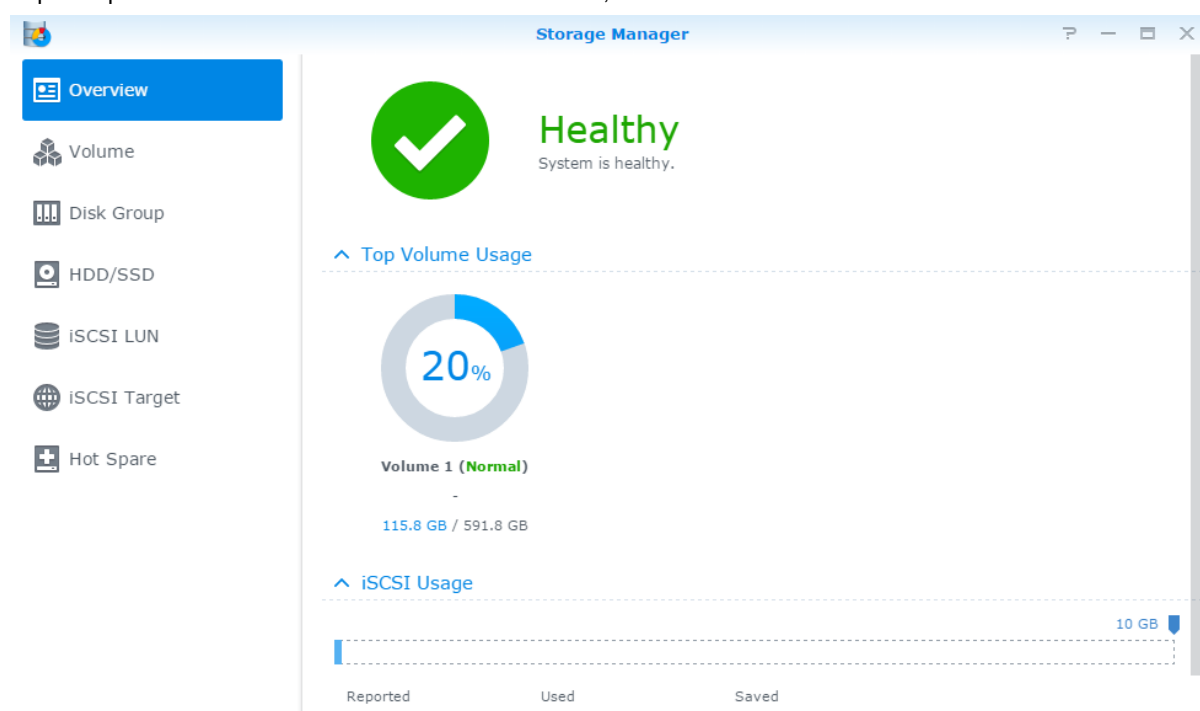 Storage Manager
Overview
Volume
Disk Group
HDD/SSD
iSCSI LUN
iSCSI Target
Hot Spare
Healthy
System is healthy.
Top Volume Usage
20%
Volume 1 (Normal)
-
115.8 GB / 591.8 GB
iSCSI Usage
10 GB
Reported Used Saved